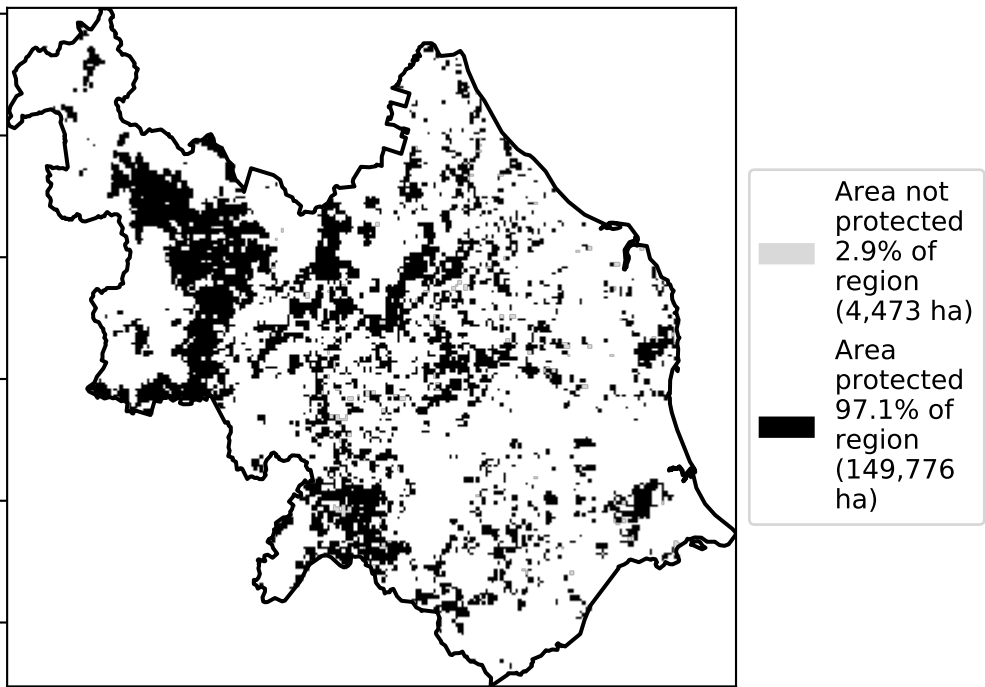 Area not
protected
2.9% of
region
(4,473 ha)
Area
protected
97.1% of
region
(149,776
ha)